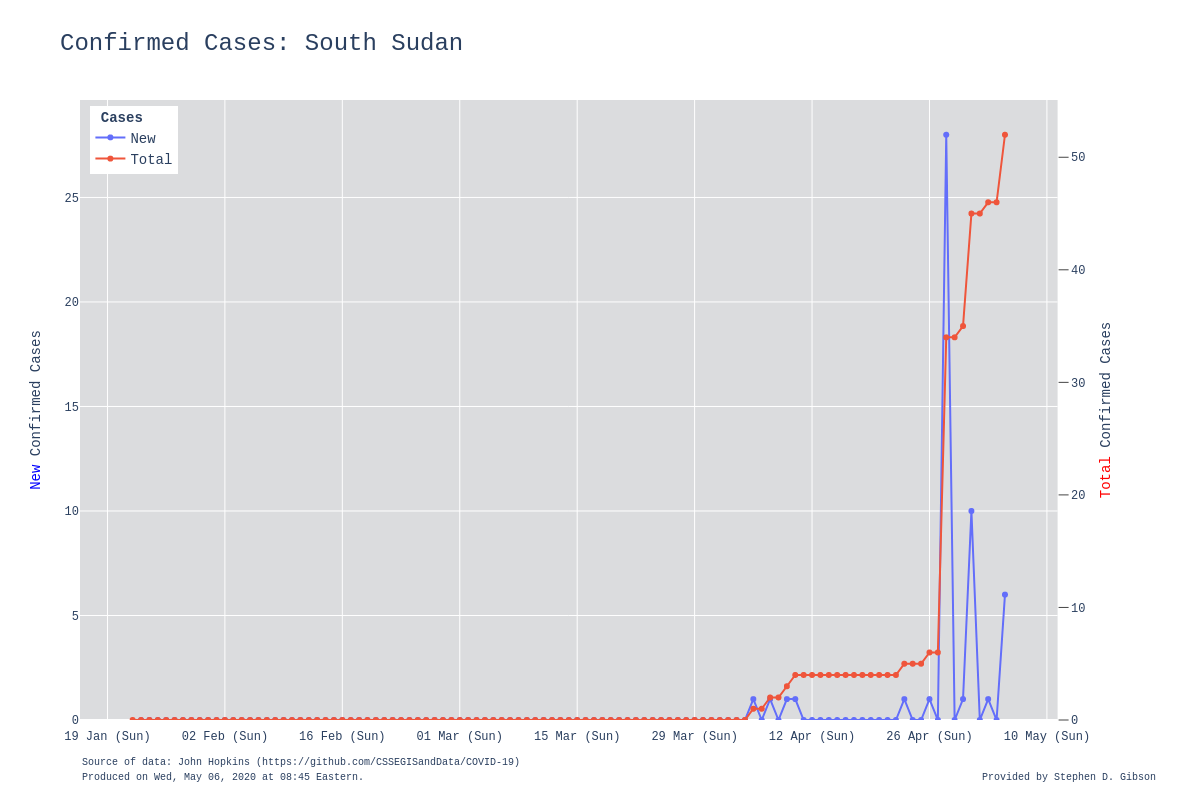 Confirmed Cases: South Sudan
Cases
New
Total
25
20
15
10
5
0
50
40
30
20
10
0
New Confirmed Cases
Total Confirmed Cases
19 Jan (Sun) 02 Feb (Sun) 16 Feb (Sun) 01 Mar (Sun) 15 Mar (Sun) 29 Mar (Sun) 12 Apr (Sun) 26 Apr (Sun) 10 May (Sun)
Source of data: John Hopkins (https://github.com/CSSEGISandData/COVID-19)
Produced on Wed, May 06, 2020 at 08:45 Eastern.
Provided by Stephen D. Gibson